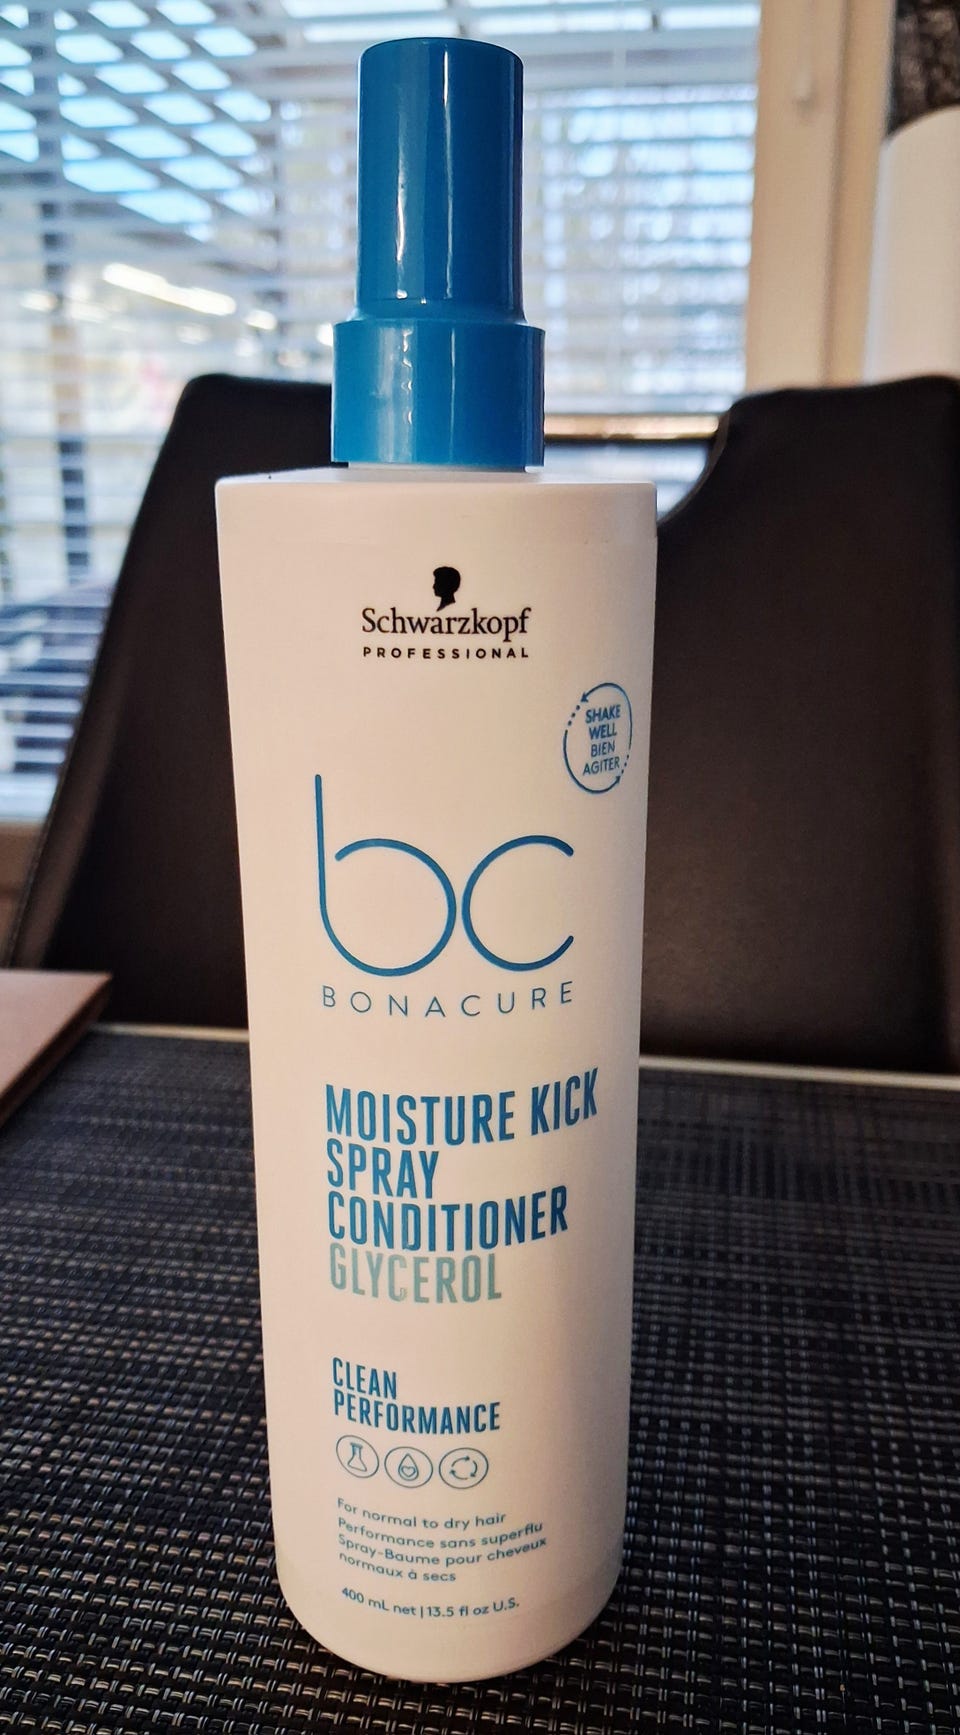 Schwarzkopf
PROFESSIONAL
SHAKE
WELL
BIEN
AGITER
bc
BONACURE
MOISTURE KICK
SPRAY
CONDITIONER
GLYCEROL
CLEAN
PERFORMANCE
For normal to dry hair
Performance sans superflu
Spray-Baume pour cheveux
normaux à secs
400 mL net | 13.5 fl oz U.S.